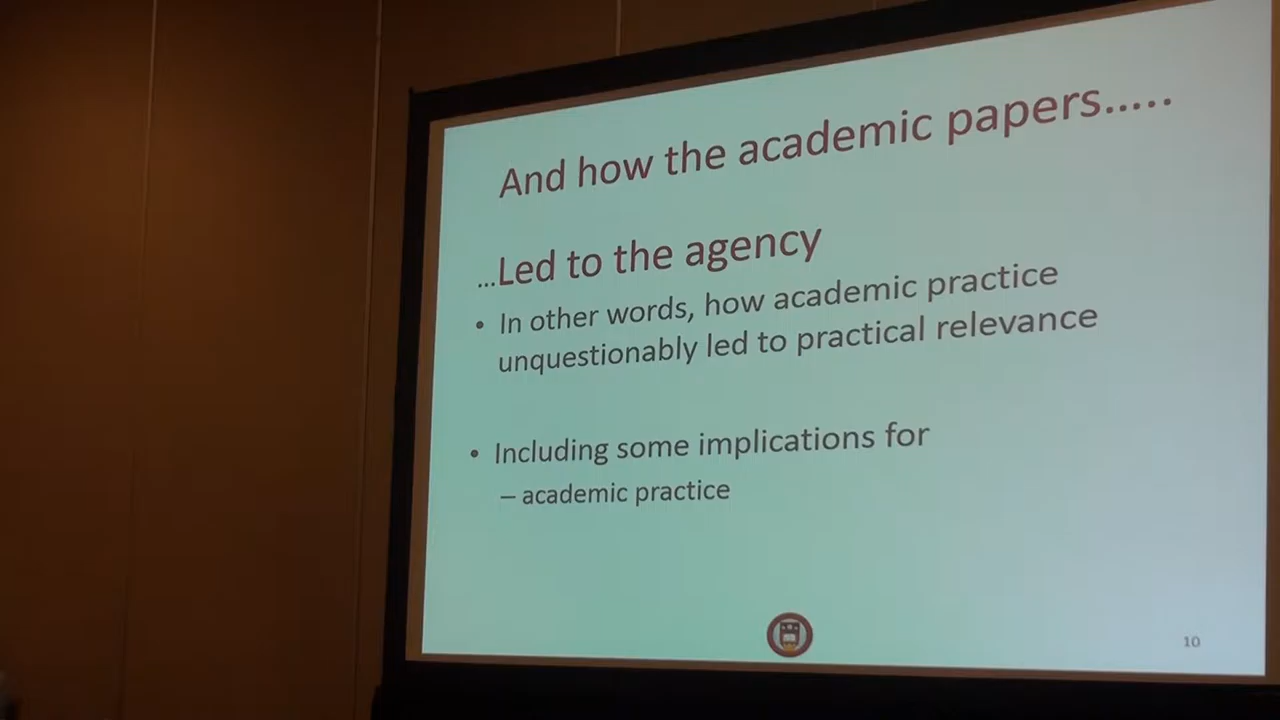 And how the academic papers.....
...Led to the agency
• In other words, how academic practice
unquestionably led to practical relevance
• Including some implications for
– academic practice
10